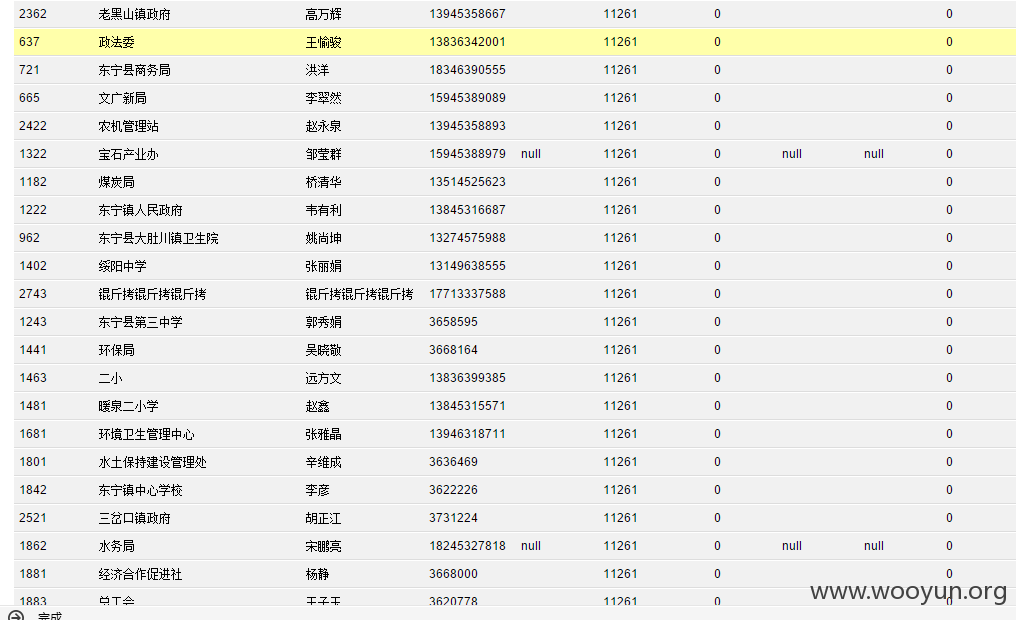 2362 老黑山镇政府 高万辉 13945358667 11261 0 0
637 政法委 王愉骏 13836342001 11261 0 0
721 东宁县商务局 洪洋 18346390555 11261 0 0
665 文广新局 李翠然 15945389089 11261 0 0
2422 农机管理站 赵永泉 13945358893 11261 0 0
1322 宝石产业办 邹莹群 15945388979 null 11261 0 null null 0
1182 煤炭局 桥清华 13514525623 11261 0 0
1222 东宁镇人民政府 韦有利 13845316687 11261 0 0
962 东宁县大肚川镇卫生院 姚尚坤 13274575988 11261 0 0
1402 绥阳中学 张丽娟 13149638555 11261 0 0
2743 锟斤拷锟斤拷锟斤拷 锟斤拷锟斤拷锟斤拷 17713337588 11261 0 0
1243 东宁县第三中学 郭秀娟 3658595 11261 0 0
1441 环保局 吴晓敬 3668164 11261 0 0
1463 二小 远方文 13836399385 11261 0 0
1481 暖泉二小学 赵鑫 13845315571 11261 0 0
1681 环境卫生管理中心 张雅晶 13946318711 11261 0 0
1801 水土保持建设管理处 辛维成 3636469 11261 0 0
1842 东宁镇中心学校 李彦 3622226 11261 0 0
2521 三岔口镇政府 胡正江 3731224 11261 0 0
1862 水务局 宋鹏亮 18245327818 null 11261 0 null null 0
1881 经济合作促进社 杨静 3668000 11261 0 0
1883 总工会 王子玉 3620778 11261 0 0
www.wooyun.org
完成